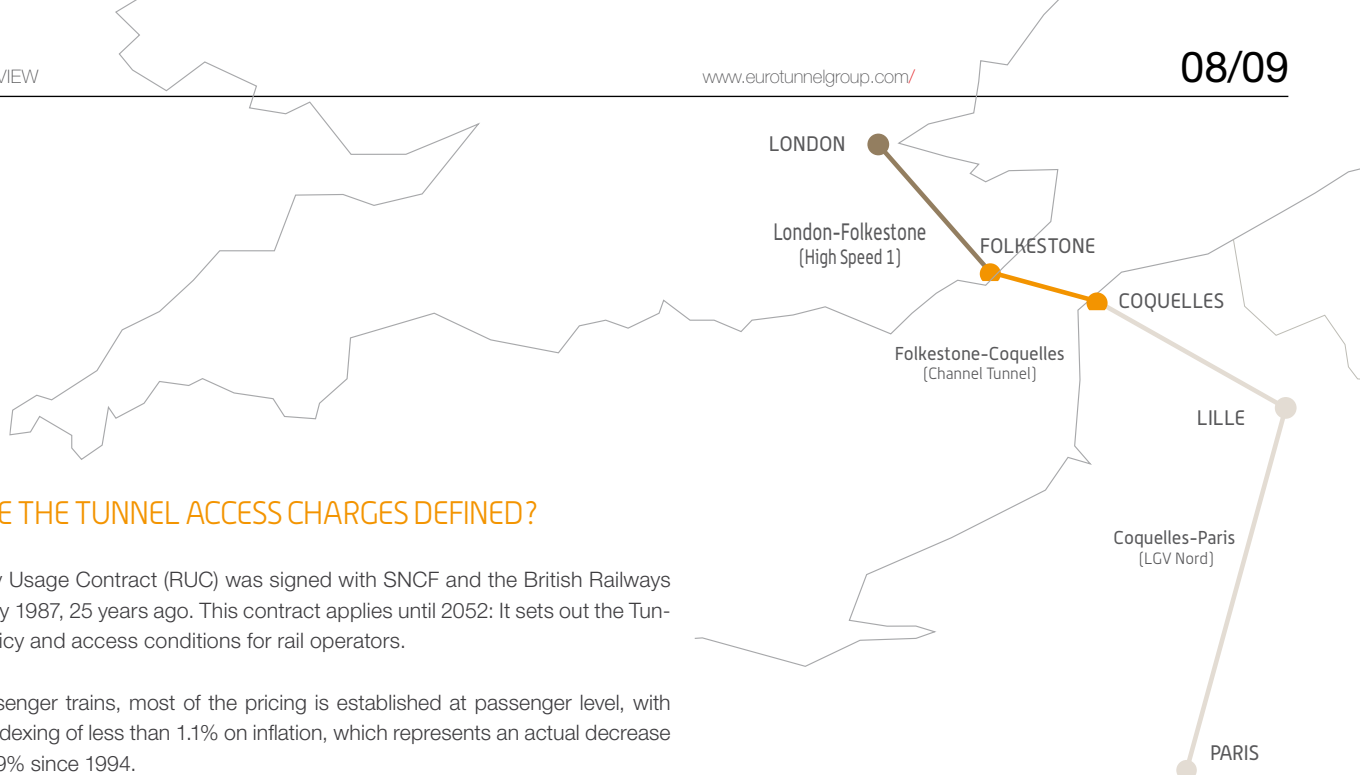 VIEW
www.eurotunnelgroup.com/
08/09
LONDON
London-Folkestone
(High Speed 1)
FOLKESTONE
COQUELLES
Folkestone-Coquelles
(Channel Tunnel)
LILLE
Coquelles-Paris
(LGV Nord)
PARIS
E THE TUNNEL ACCESS CHARGES DEFINED?
y Usage Contract (RUC) was signed with SNCF and the British Railways
y 1987, 25 years ago. This contract applies until 2052: It sets out the Tun-
icy and access conditions for rail operators.
senger trains, most of the pricing is established at passenger level, with
dexing of less than 1.1% on inflation, which represents an actual decrease
9% since 1994.